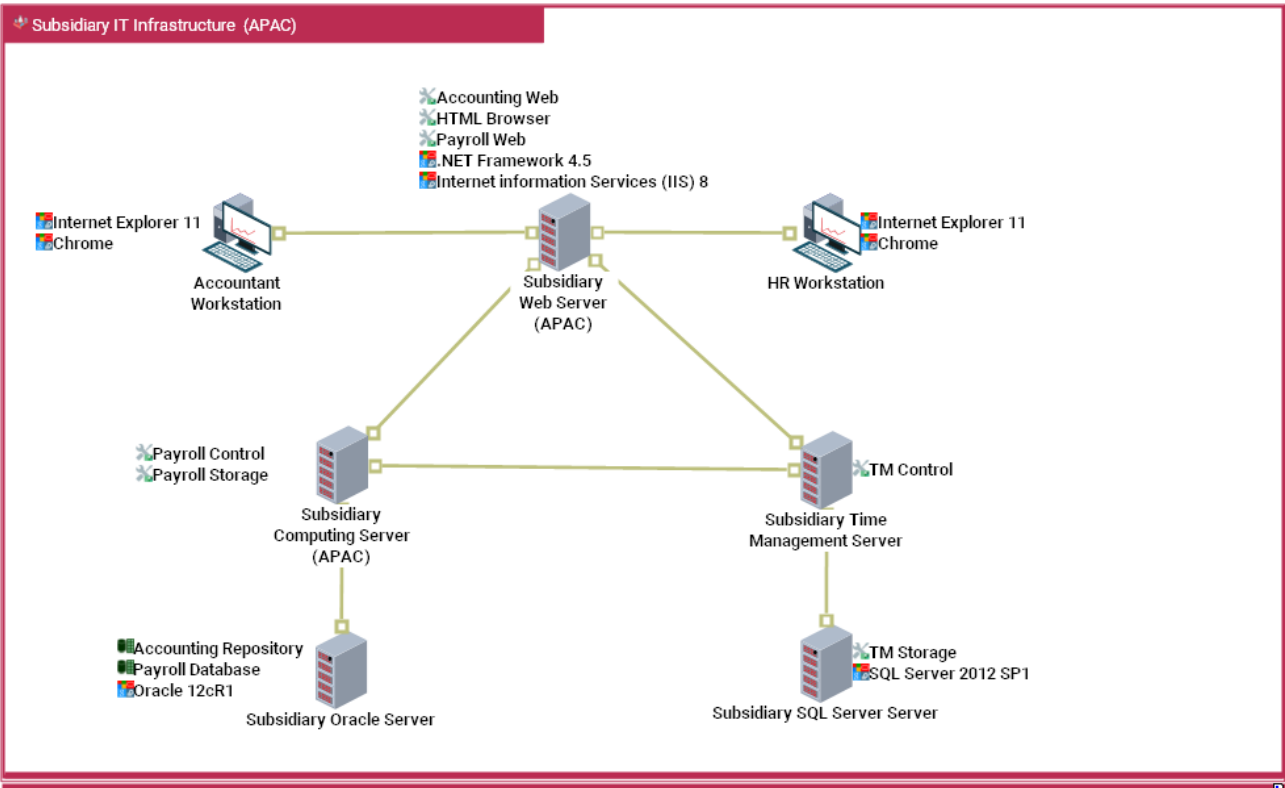 Subsidiary IT Infrastructure (APAC)
Accounting Web
HTML Browser
Payroll Web
.NET Framework 4.5
Internet information Services (IIS) 8
Internet Explorer 11
Chrome
Accountant
Workstation
Subsidiary
Web Server
(APAC)
Internet Explorer 11
Chrome
HR Workstation
Payroll Control
Payroll Storage
Subsidiary
Computing Server
(APAC)
TM Control
Subsidiary Time
Management Server
Accounting Repository
Payroll Database
Oracle 12cR1
Subsidiary Oracle Server
TM Storage
SQL Server 2012 SP1
Subsidiary SQL Server Server